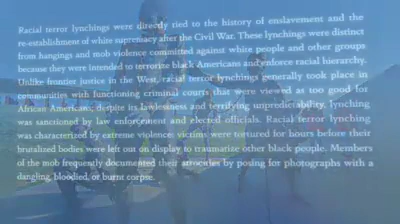 Racial terror lynchings were directly tied to the history of enslavement and the
re-establishment of white supremacy after the Civil War. These lynchings were distinct
from hangings and mob violence committed against white people and other groups
because they were intended to terrorize black Americans and enforce racial hierarchy.
Unlike frontier justice in the West, racial terror lynchings generally took place in
communities with functioning criminal courts that were viewed as too good for
African Americans; despite its lawlessness and terrifying unpredictability, lynching
was sanctioned by law enforcement and elected officials. Racial terror lynching
was characterized by extreme violence: victims were tortured for hours before their
brutalized bodies were left out on display to traumatize other black people. Members
of the mob frequently documented their atrocities by posing for photographs with a
dangling, bloodied, or burnt corpse.